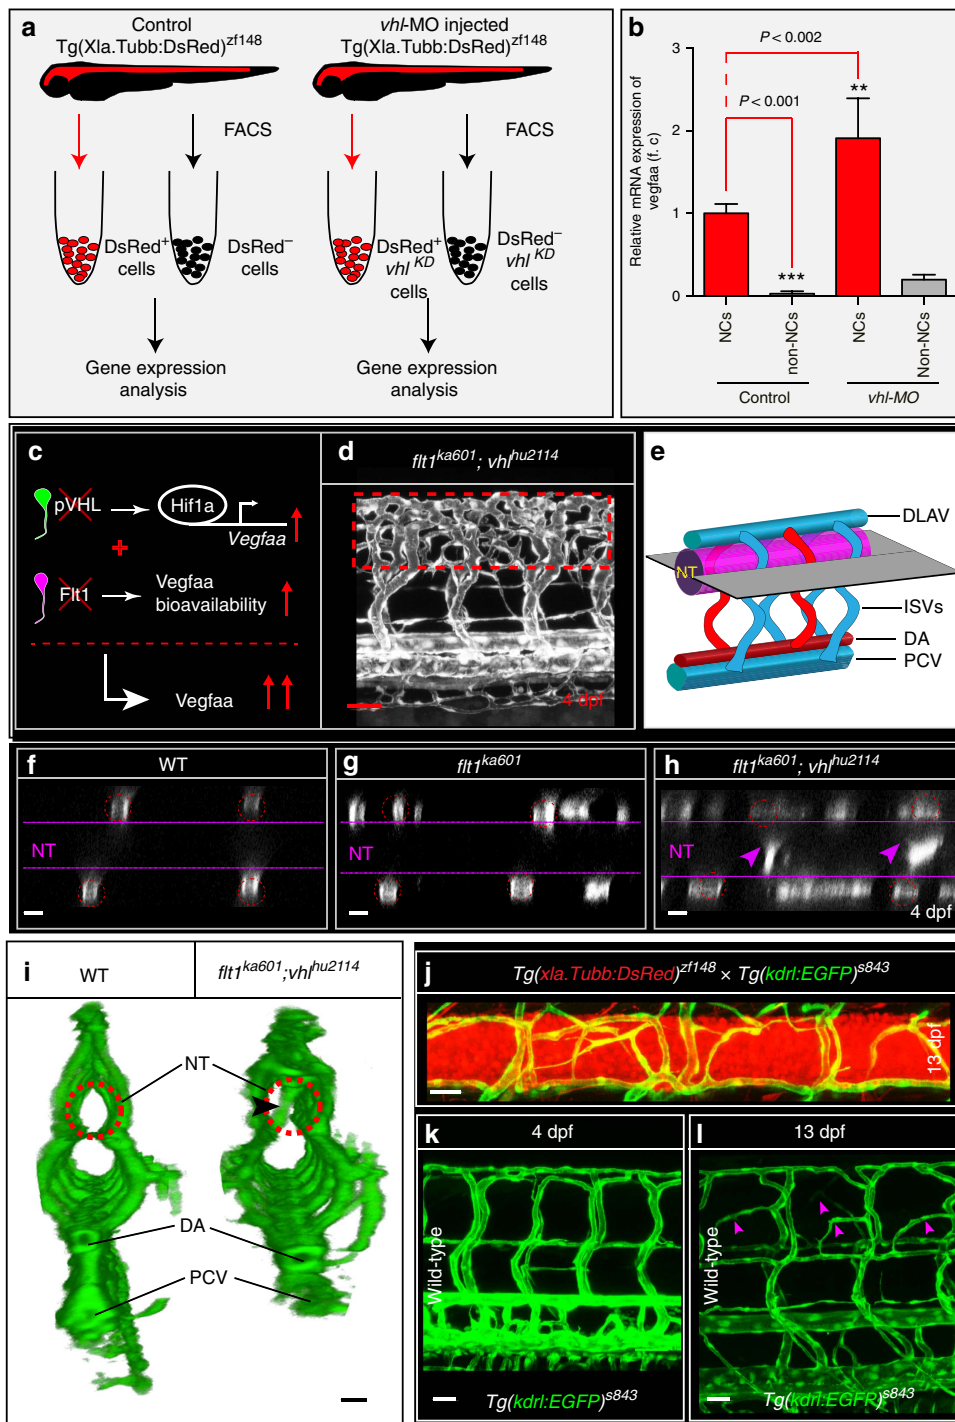 a
Control
Tg(Xla.Tubb:DsRed)zf148
vhl-MO injected
Tg(Xla.Tubb:DsRed)zf148
FACS
FACS
DsRed+
cells
DsRed−
cells
DsRed+
vhl KD
cells
DsRed−
vhl KD
cells
Gene expression
analysis
Gene expression
analysis
b
Relative mRNA expression of
vegfaa (f. c)
3
2
1
0
P < 0.002
P < 0.001
**
***
NCs
non-NCs
NCs
Non-NCs
Control
vhl-MO
c
pVHL
Hif1a
Vegfaa
+
Flt1
Vegfaa
bioavailability
Vegfaa
d
flt1ka601; vhlhu2114
4 dpf
e
NT
DLAV
ISVs
DA
PCV
f
WT
NT
g
flt1ka601
NT
h
flt1ka601; vhlhu2114
NT
4 dpf
i
WT
flt1ka601;vhlhu2114
NT
DA
PCV
j
Tg(xla.Tubb:DsRed)zf148 × Tg(kdrl:EGFP)s843
13 dpf
k
4 dpf
Wild-type
Tg(kdrl:EGFP)s843
l
13 dpf
Wild-type
Tg(kdrl:EGFP)s843